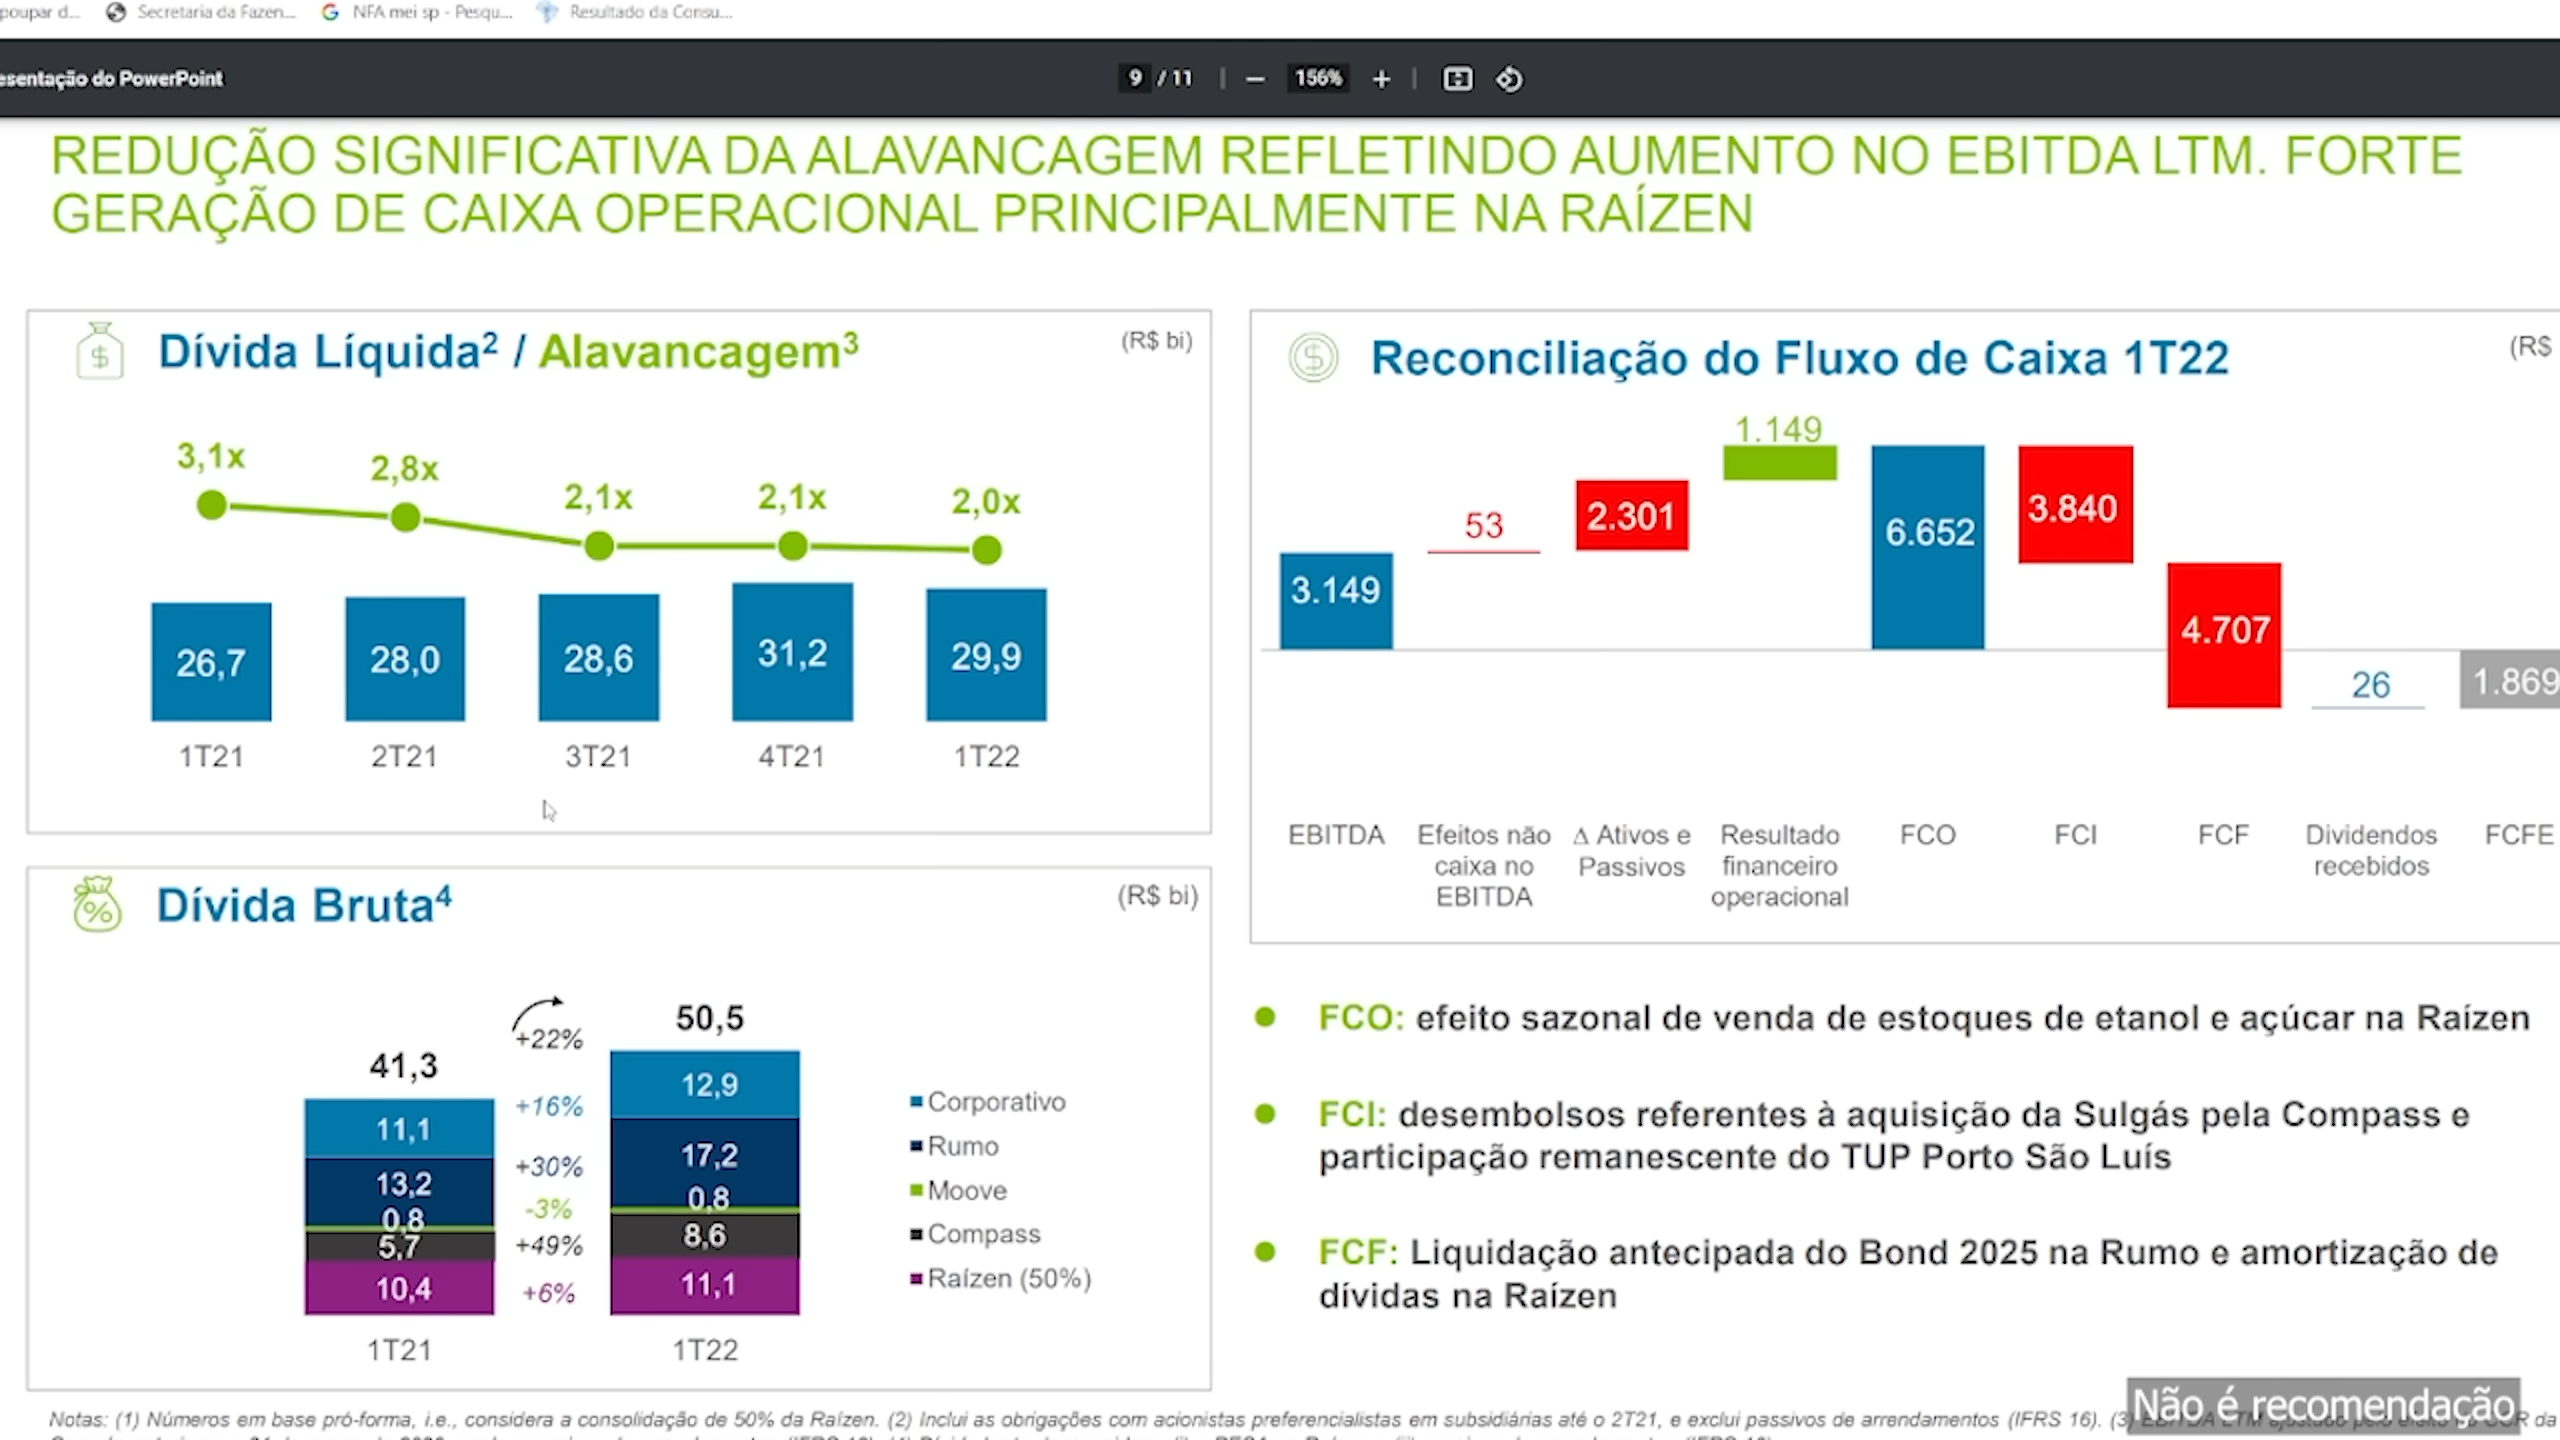 poupar d...
Secretaria da Fazen...
NFA mei sp - Pesqu...
Resultado da Consu...
esentação do PowerPoint
9 / 11
156%
REDUÇÃO SIGNIFICATIVA DA ALAVANCAGEM REFLETINDO AUMENTO NO EBITDA LTM. FORTE
GERAÇÃO DE CAIXA OPERACIONAL PRINCIPALMENTE NA RAÍZEN
Dívida Líquida² / Alavancagem³
(R$ bi)
3,1x
2,8x
2,1x
2,1x
2,0x
26,7
28,0
28,6
31,2
29,9
1T21
2T21
3T21
4T21
1T22
Reconciliação do Fluxo de Caixa 1T22
(R$
3.149
53
2.301
1.149
6.652
3.840
4.707
26
1.869
EBITDA
Efeitos não
caixa no
EBITDA
Δ Ativos e
Passivos
Resultado
financeiro
operacional
FCO
FCI
FCF
Dividendos
recebidos
FCFE
Dívida Bruta⁴
(R$ bi)
41,3
11,1
13,2
0,8
5,7
10,4
1T21
+22%
+16%
+30%
-3%
+49%
+6%
50,5
12,9
17,2
0,8
8,6
11,1
1T22
Corporativo
Rumo
Moove
Compass
Raízen (50%)
FCO: efeito sazonal de venda de estoques de etanol e açúcar na Raízen
FCI: desembolsos referentes à aquisição da Sulgás pela Compass e
participação remanescente do TUP Porto São Luís
FCF: Liquidação antecipada do Bond 2025 na Rumo e amortização de
dívidas na Raízen
Notas: (1) Números em base pró-forma, i.e., considera a consolidação de 50% da Raízen. (2) Inclui as obrigações com acionistas preferencialistas em subsidiárias até o 2T21, e exclui passivos de arrendamentos (IFRS 16). (3)
Não é recomendação